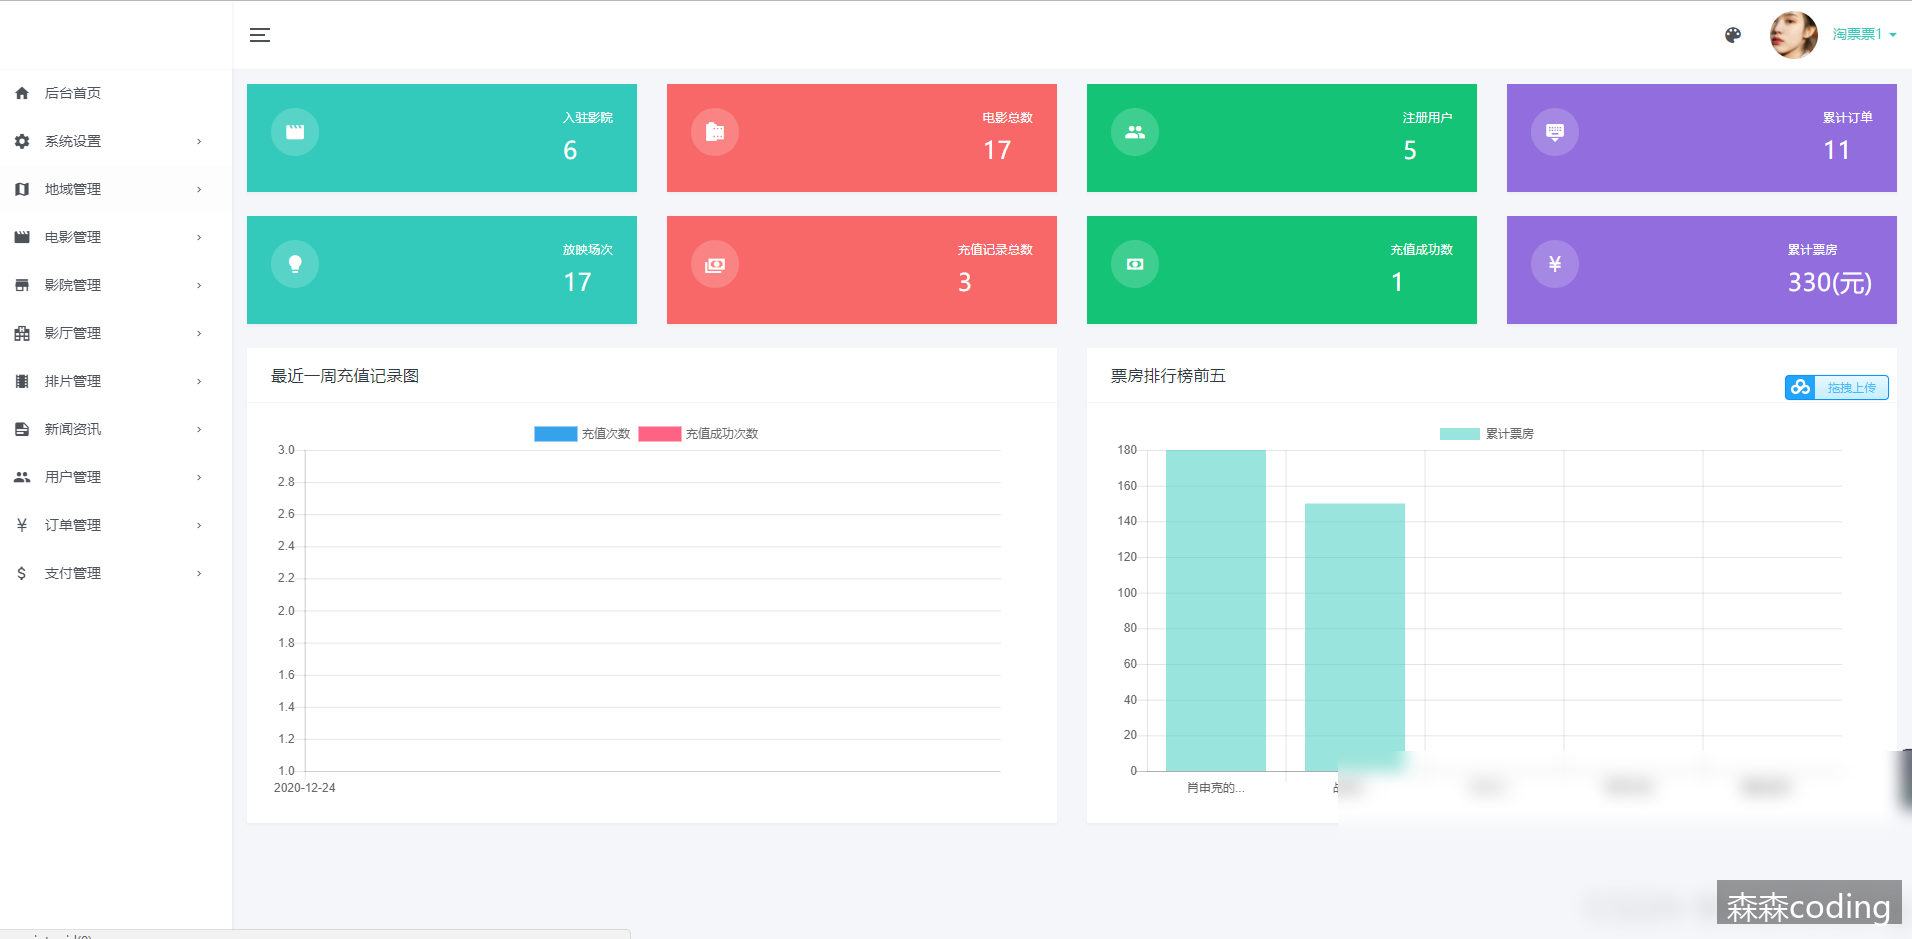 淘票票1
后台首页
系统设置
地域管理
电影管理
影院管理
影厅管理
排片管理
新闻资讯
用户管理
订单管理
支付管理
入驻影院
6
电影总数
17
注册用户
5
累计订单
11
放映场次
17
充值记录总数
3
充值成功数
1
累计票房
330(元)
最近一周充值记录图
充值次数 充值成功次数
3.0
2.8
2.6
2.4
2.2
2.0
1.8
1.6
1.4
1.2
1.0
2020-12-24
票房排行榜前五
拖拽上传
累计票房
180
160
140
120
100
80
60
40
20
0
肖申克的...
森森coding